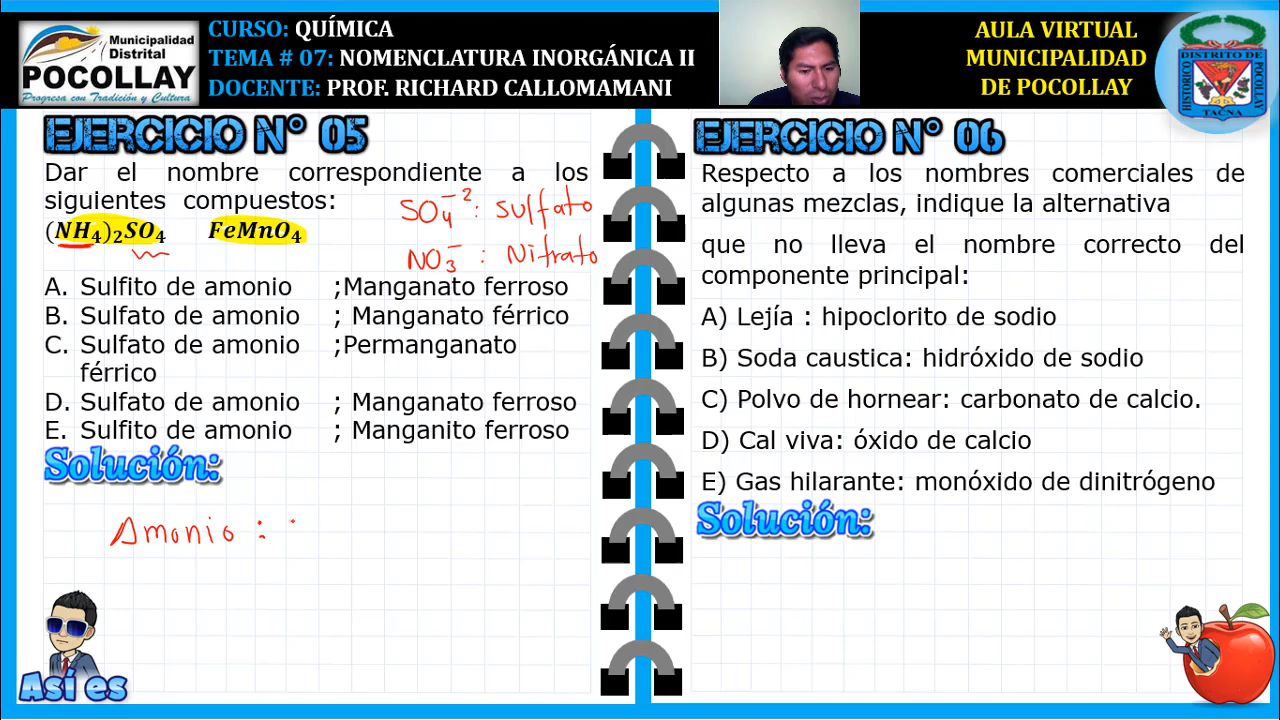 Municipalidad
Distrital
POCOLLAY
Progresa con Tradición y Cultura
CURSO: QUÍMICA
TEMA # 07: NOMENCLATURA INORGÁNICA II
DOCENTE: PROF. RICHARD CALLOMAMANI
AULA VIRTUAL
MUNICIPALIDAD
DE POCOLLAY
DISTRITO DE POCOLLAY
HISTORICO
TACNA
EJERCICIO N° 05
Dar el nombre correspondiente a los
siguientes compuestos:
(NH₄)₂SO₄ FeMnO₄
SO₄⁻² : Sulfato
NO₃⁻ : Nitrato
A. Sulfito de amonio ;Manganato ferroso
B. Sulfato de amonio ; Manganato férrico
C. Sulfato de amonio ;Permanganato
férrico
D. Sulfato de amonio ; Manganato ferroso
E. Sulfito de amonio ; Manganito ferroso
Solución:
Amonio :
Así es
EJERCICIO N° 06
Respecto a los nombres comerciales de
algunas mezclas, indique la alternativa
que no lleva el nombre correcto del
componente principal:
A) Lejía : hipoclorito de sodio
B) Soda caustica: hidróxido de sodio
C) Polvo de hornear: carbonato de calcio.
D) Cal viva: óxido de calcio
E) Gas hilarante: monóxido de dinitrógeno
Solución: